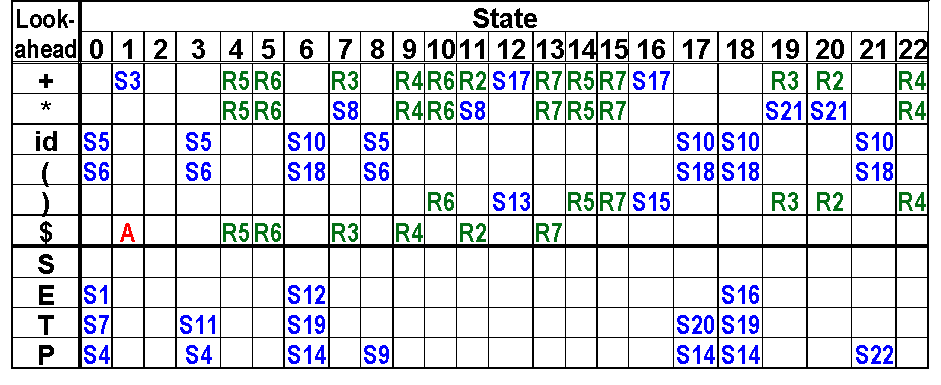 Look- State
ahead 0 1 2 3 4 5 6 7 8 9 10 11 12 13 14 15 16 17 18 19 20 21 22
+ S3 R5 R6 R3 R4 R6 R2 S17 R7 R5 R7 S17 R3 R2 R4
* R5 R6 S8 R4 R6 S8 R7 R5 R7 S21 S21 R4
id S5 S5 S10 S5 S10 S10 S10
( S6 S6 S18 S6 S18 S18 S18
) R6 S13 R5 R7 S15 R3 R2 R4
$ A R5 R6 R3 R4 R2 R7
S
E S1 S12 S16
T S7 S11 S19 S20 S19
P S4 S4 S14 S9 S14 S14 S22